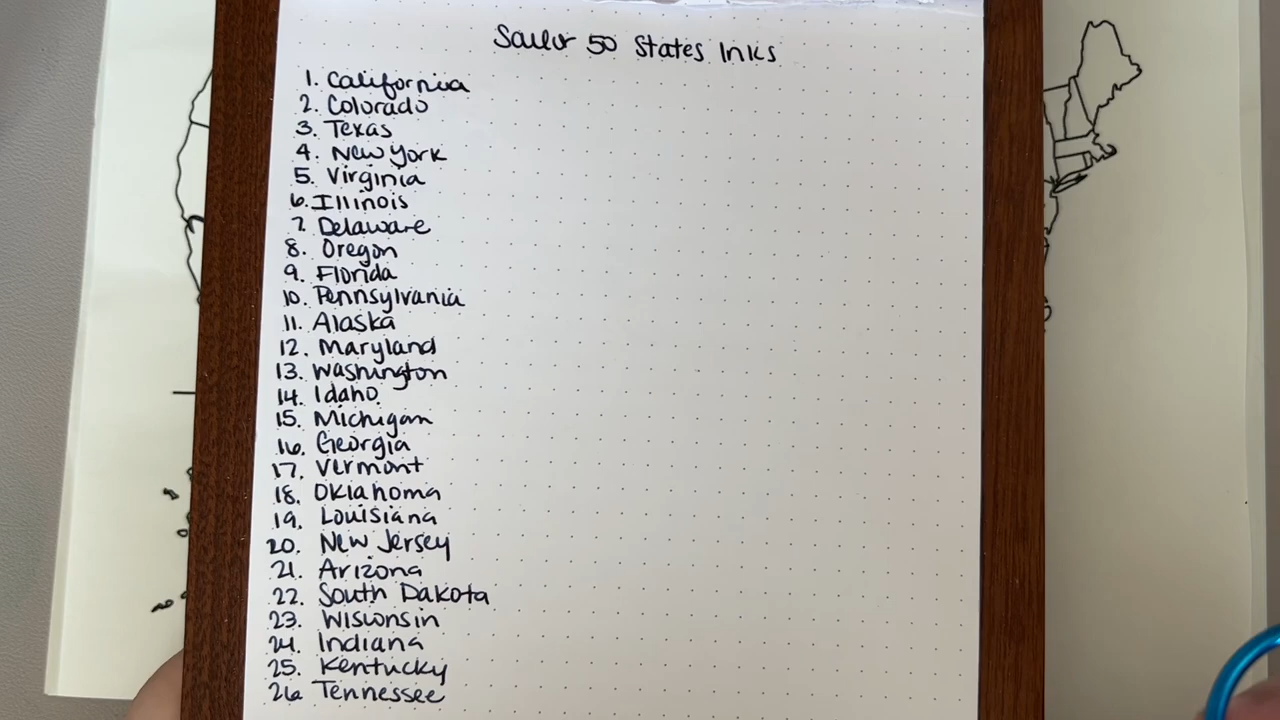 Sailor 50 States Inks
1. California
2. Colorado
3. Texas
4. New York
5. Virginia
6. Illinois
7. Delaware
8. Oregon
9. Florida
10. Pennsylvania
11. Alaska
12. Maryland
13. Washington
14. Idaho
15. Michigan
16. Georgia
17. Vermont
18. Oklahoma
19. Louisiana
20. New Jersey
21. Arizona
22. South Dakota
23. Wisconsin
24. Indiana
25. Kentucky
26 Tennessee